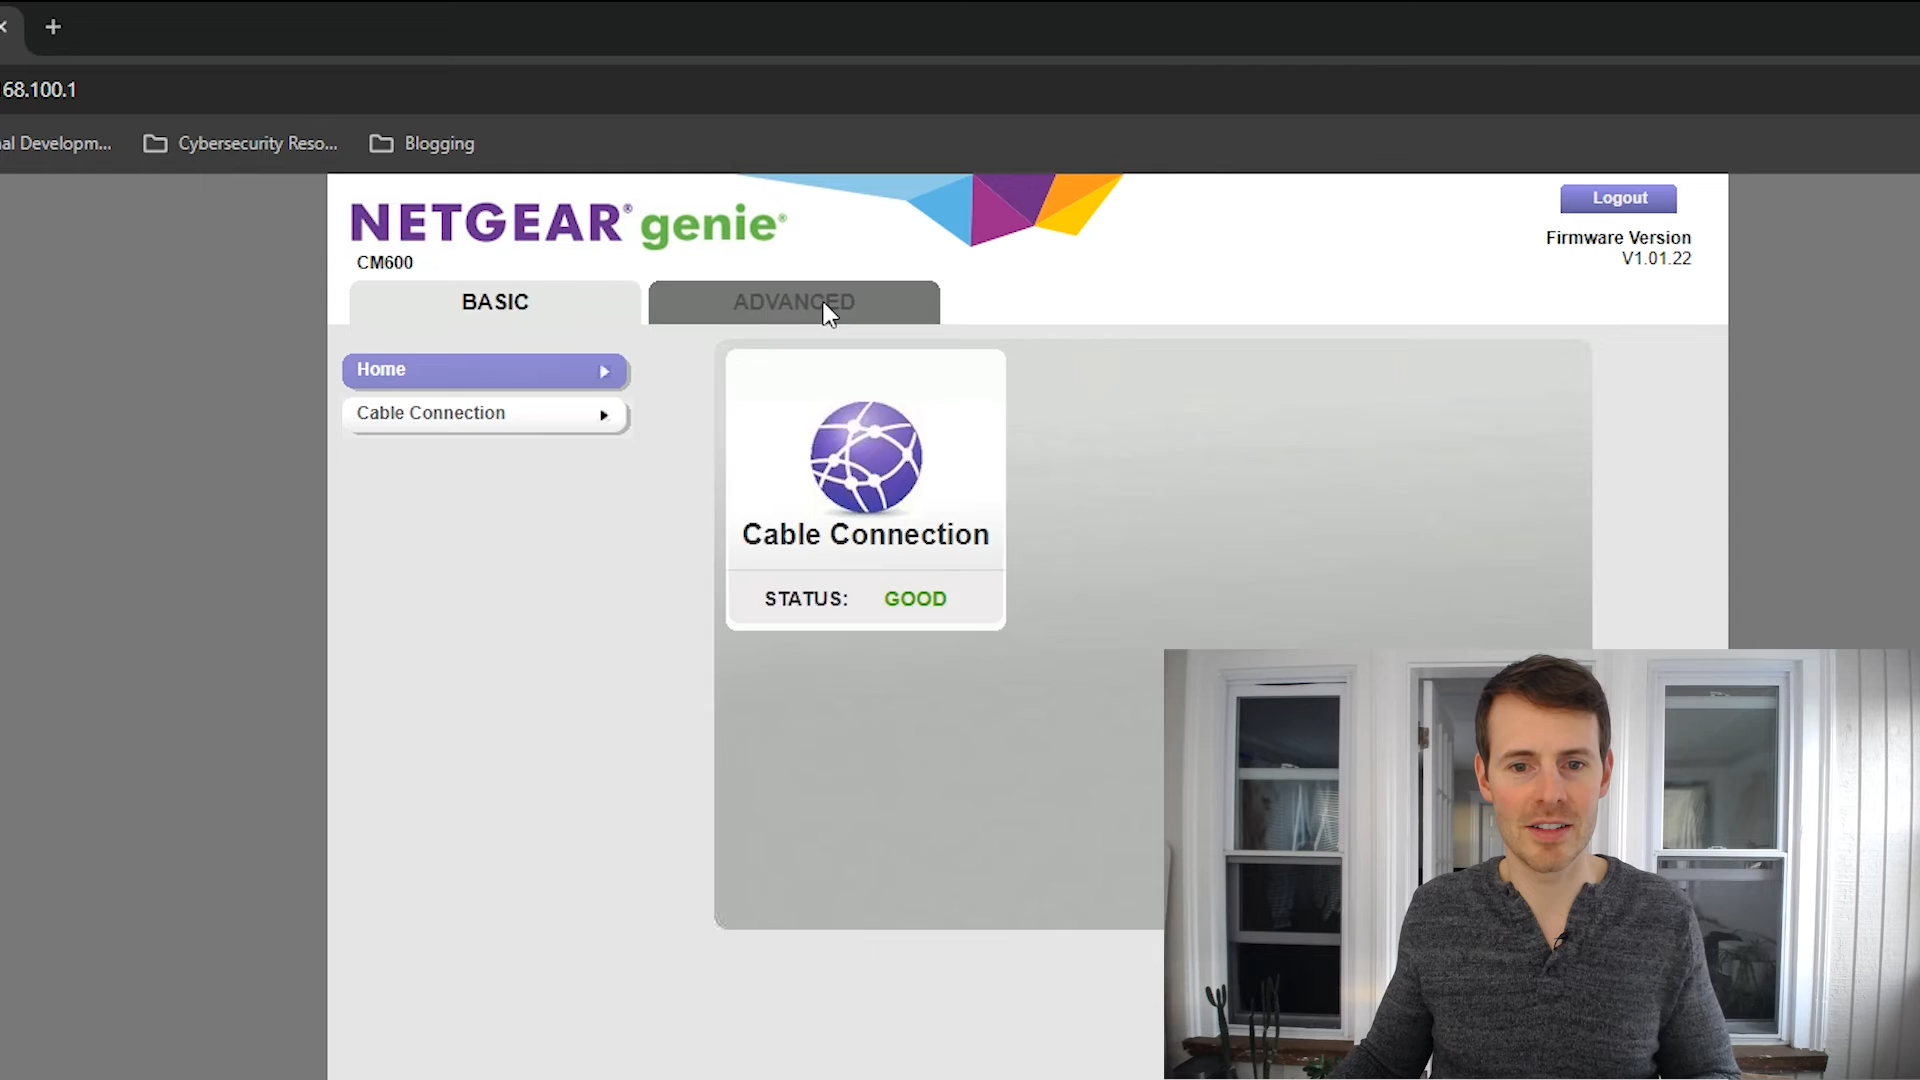 68.100.1
al Developm...
Cybersecurity Reso...
Blogging
NETGEAR® genie®
CM600
Logout
Firmware Version
V1.01.22
BASIC
ADVANCED
Home
Cable Connection
Cable Connection
STATUS: GOOD